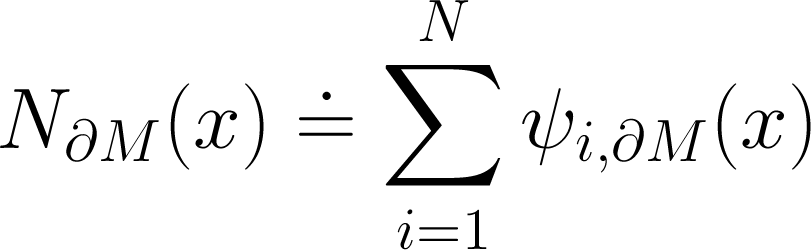 N_{\partial M}(x) \doteq \sum_{i=1}^{N} \psi_{i,\partial M}(x)